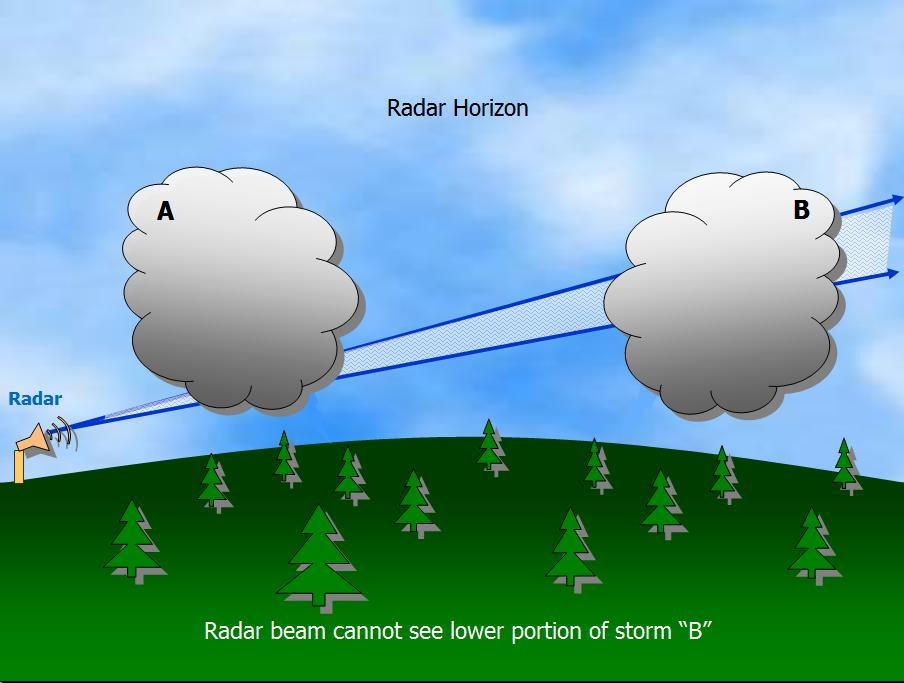 Radar Horizon
A
B
Radar
Radar beam cannot see lower portion of storm “B”